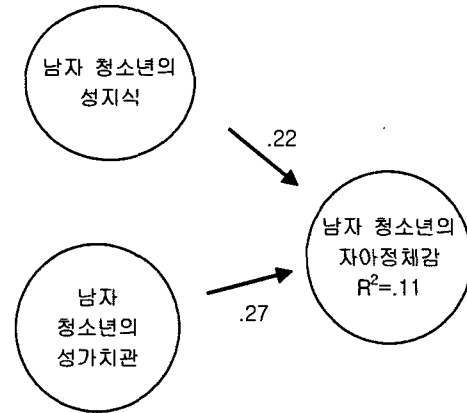 남자 청소년의
성지식
.22
남자 청소년의
자아정체감
R²=.11
남자
청소년의
성가치관
.27